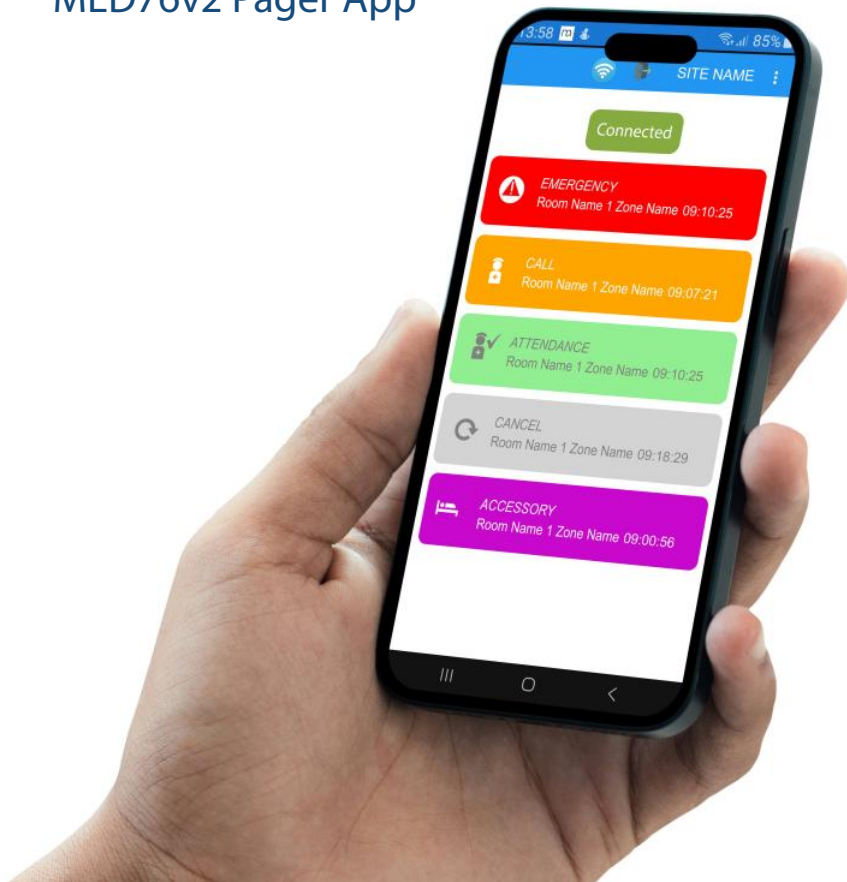 MED76v2 Pager App
13:58
85%
SITE NAME
Connected
EMERGENCY
Room Name 1 Zone Name 09:10:25
CALL
Room Name 1 Zone Name 09:07:21
ATTENDANCE
Room Name 1 Zone Name 09:10:25
CANCEL
Room Name 1 Zone Name 09:18:29
ACCESSORY
Room Name 1 Zone Name 09:00:56